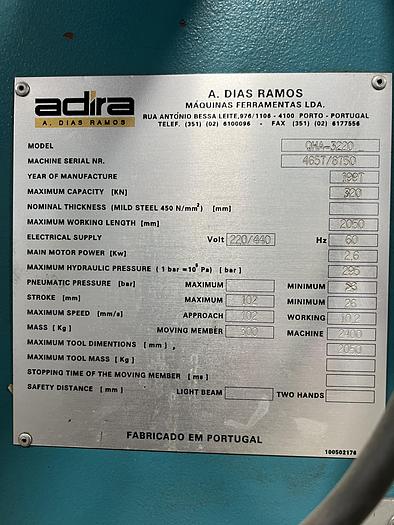 adira
A. DIAS RAMOS
A. DIAS RAMOS
MÁQUINAS FERRAMENTAS LDA.
RUA ANTÓNIO BESSA LEITE,976/1106 - 4100 PORTO - PORTUGAL
TELEF. (351) (02) 6100096 - FAX (351) (02) 6177556
MODEL QHA-3220
MACHINE SERIAL NR. 4657/8750
YEAR OF MANUFACTURE
MAXIMUM CAPACITY [KN] 320
NOMINAL THICKNESS (MILD STEEL 450 N/mm²) [mm]
MAXIMUM WORKING LENGTH [mm] 2050
ELECTRICAL SUPPLY Volt 220/440 Hz 60
MAIN MOTOR POWER [Kw] 2,6
MAXIMUM HYDRAULIC PRESSURE ( 1 bar =10⁵ Pa) [ bar] 295
PNEUMATIC PRESSURE [bar] MAXIMUM MINIMUM
STROKE [mm] MAXIMUM 102 MINIMUM 26
MAXIMUM SPEED [mm/s] APPROACH 102 WORKING 10,2
MASS [ Kg ] MOVING MEMBER 300 MACHINE 2400
MAXIMUM TOOL DIMENTIONS [ mm ] , 2050
MAXIMUM TOOL MASS [ Kg ]
STOPPING TIME OF THE MOVING MEMBER [ ms ]
SAFETY DISTANCE [ mm ] LIGHT BEAM TWO HANDS
FABRICADO EM PORTUGAL
100502176